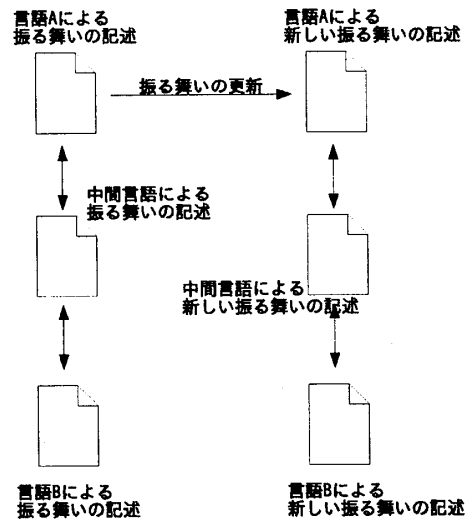 言語Aによる
振る舞いの記述
言語Aによる
新しい振る舞いの記述
振る舞いの更新
中間言語による
振る舞いの記述
中間言語による
新しい振る舞いの記述
言語Bによる
振る舞いの記述
言語Bによる
新しい振る舞いの記述